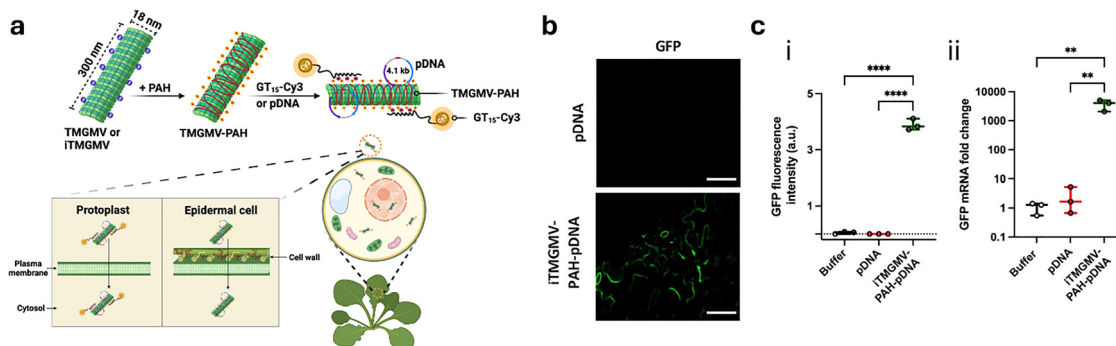 a
18 nm
300 nm
TMGMV or
iTMGMV
+ PAH
TMGMV-PAH
GT15-Cy3
or pDNA
4.1 kb
pDNA
TMGMV-PAH
GT15-Cy3
Protoplast
Epidermal cell
Plasma
membrane
Cell wall
Cytosol
b
GFP
pDNA
iTMGMV-
PAH-pDNA
c
i
****
****
GFP fluorescence
intensity (a.u.)
5
3
1
Buffer
pDNA
iTMGMV-
PAH-pDNA
ii
**
**
GFP mRNA fold change
10000
1000
100
10
1
0.1
Buffer
pDNA
iTMGMV-
PAH-pDNA